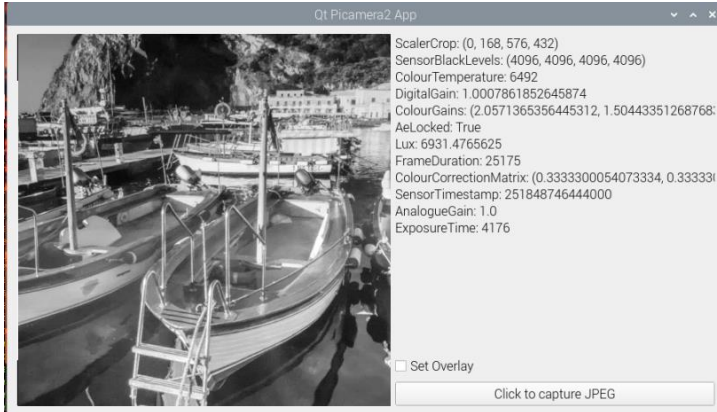 Qt Picamera2 App
ScalerCrop: (0, 168, 576, 432)
SensorBlackLevels: (4096, 4096, 4096, 4096)
ColourTemperature: 6492
DigitalGain: 1.0007861852645874
ColourGains: (2.0571365356445312, 1.5044335126876831
AeLocked: True
Lux: 6931.4765625
FrameDuration: 25175
ColourCorrectionMatrix: (0.3333300054073334, 0.33333(
SensorTimestamp: 251848746444000
AnalogueGain: 1.0
ExposureTime: 4176
Set Overlay
Click to capture JPEG